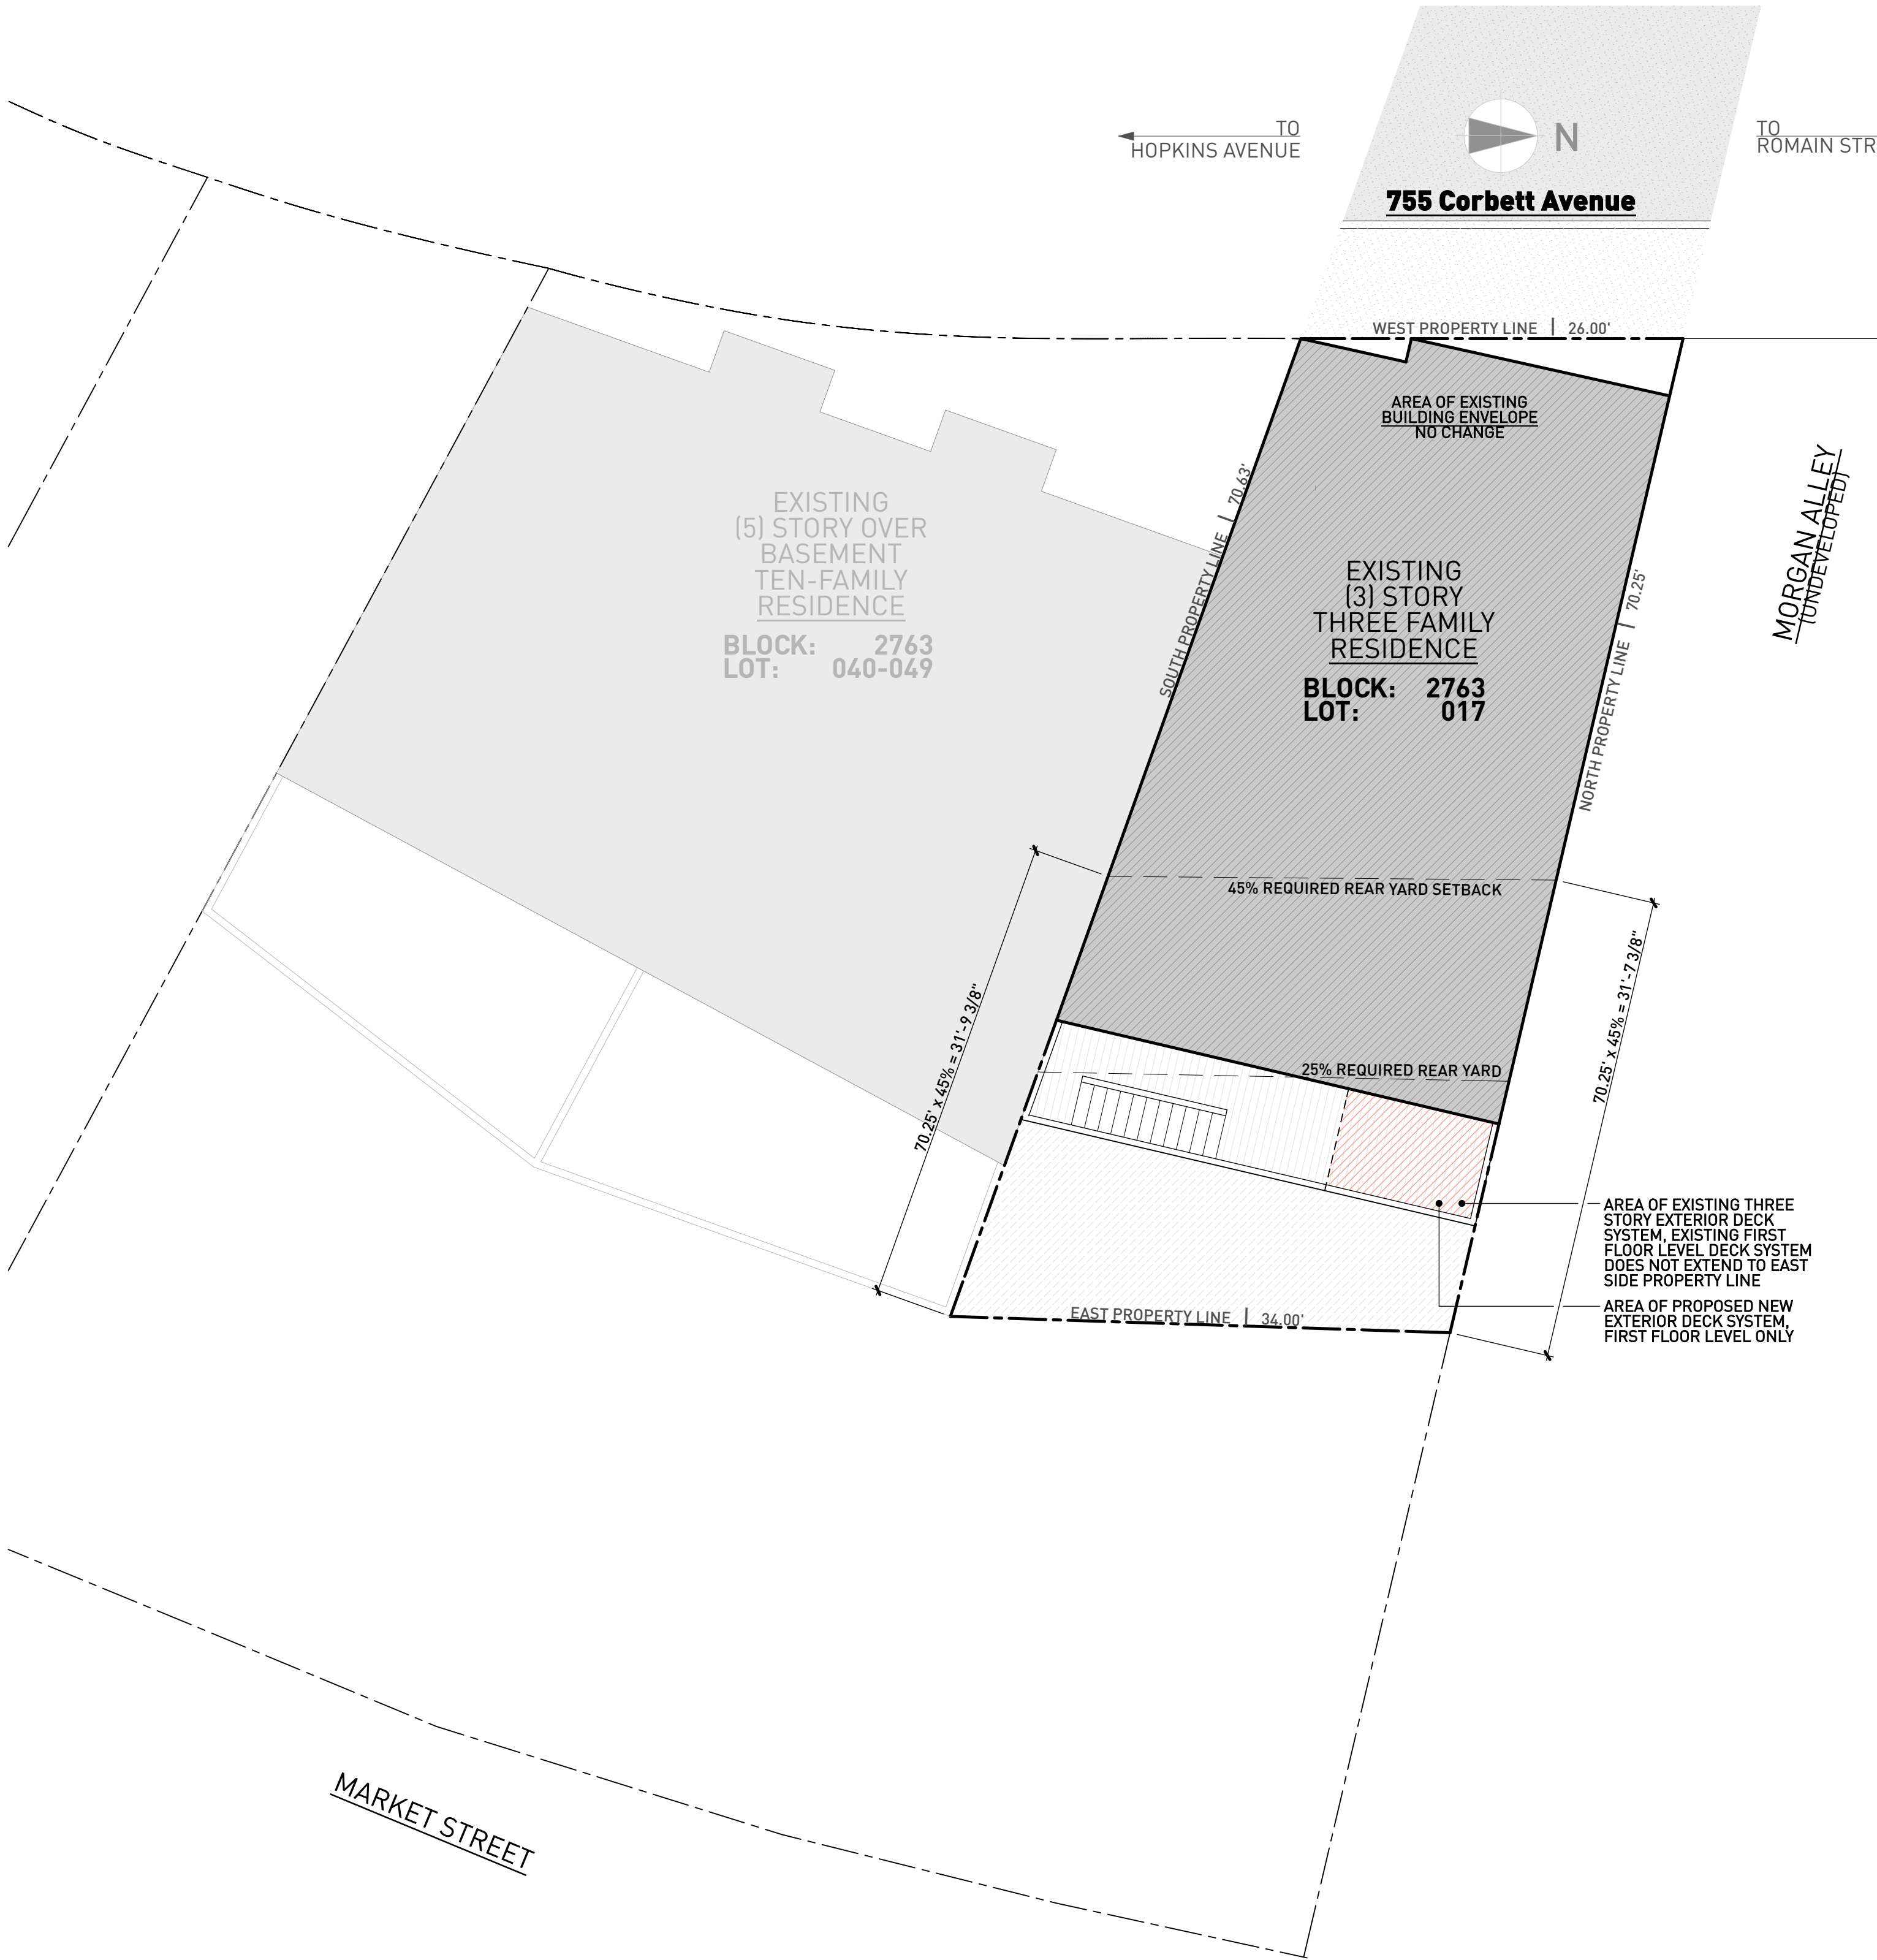 TO
HOPKINS AVENUE
N
TO
ROMAIN STR
755 Corbett Avenue
WEST PROPERTY LINE | 26.00'
AREA OF EXISTING
BUILDING ENVELOPE
NO CHANGE
SOUTH PROPERTY LINE | 70.63'
MORGAN ALLEY
(UNDEVELOPED)
EXISTING
(5) STORY OVER
BASEMENT
TEN-FAMILY
RESIDENCE
BLOCK: 2763
LOT: 040-049
EXISTING
(3) STORY
THREE FAMILY
RESIDENCE
BLOCK: 2763
LOT: 017
NORTH PROPERTY LINE | 70.25'
45% REQUIRED REAR YARD SETBACK
70.25' x 45% = 31'-9 3/8"
70.25' x 45% = 31'-7 3/8"
25% REQUIRED REAR YARD
AREA OF EXISTING THREE
STORY EXTERIOR DECK
SYSTEM, EXISTING FIRST
FLOOR LEVEL DECK SYSTEM
DOES NOT EXTEND TO EAST
SIDE PROPERTY LINE
AREA OF PROPOSED NEW
EXTERIOR DECK SYSTEM,
FIRST FLOOR LEVEL ONLY
EAST PROPERTY LINE | 34.00'
MARKET STREET